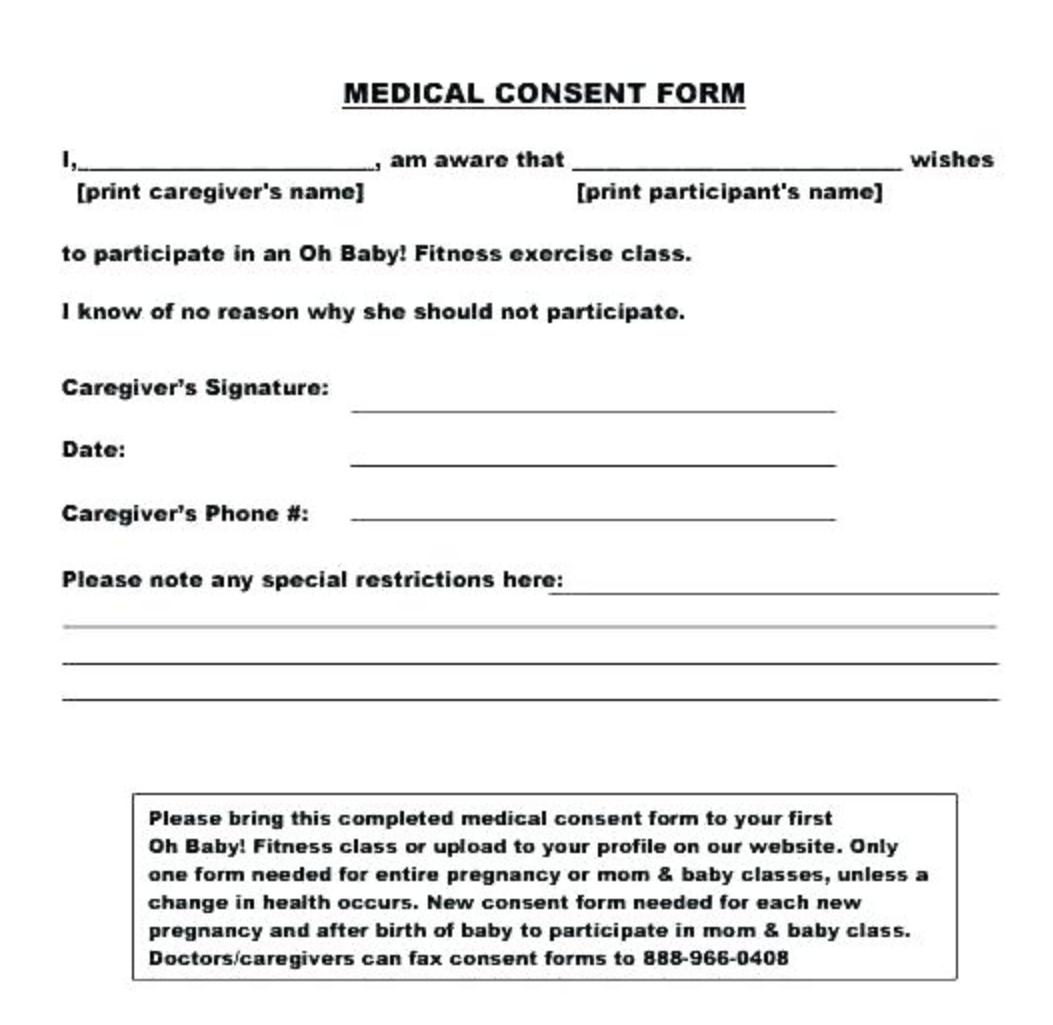 MEDICAL CONSENT FORM
I,______________________, am aware that ________________________ wishes
[print caregiver's name] [print participant's name]
to participate in an Oh Baby! Fitness exercise class.
I know of no reason why she should not participate.
Caregiver’s Signature:
Date:
Caregiver’s Phone #:
Please note any special restrictions here:
Please bring this completed medical consent form to your first
Oh Baby! Fitness class or upload to your profile on our website. Only
one form needed for entire pregnancy or mom & baby classes, unless a
change in health occurs. New consent form needed for each new
pregnancy and after birth of baby to participate in mom & baby class.
Doctors/caregivers can fax consent forms to 888-966-0408